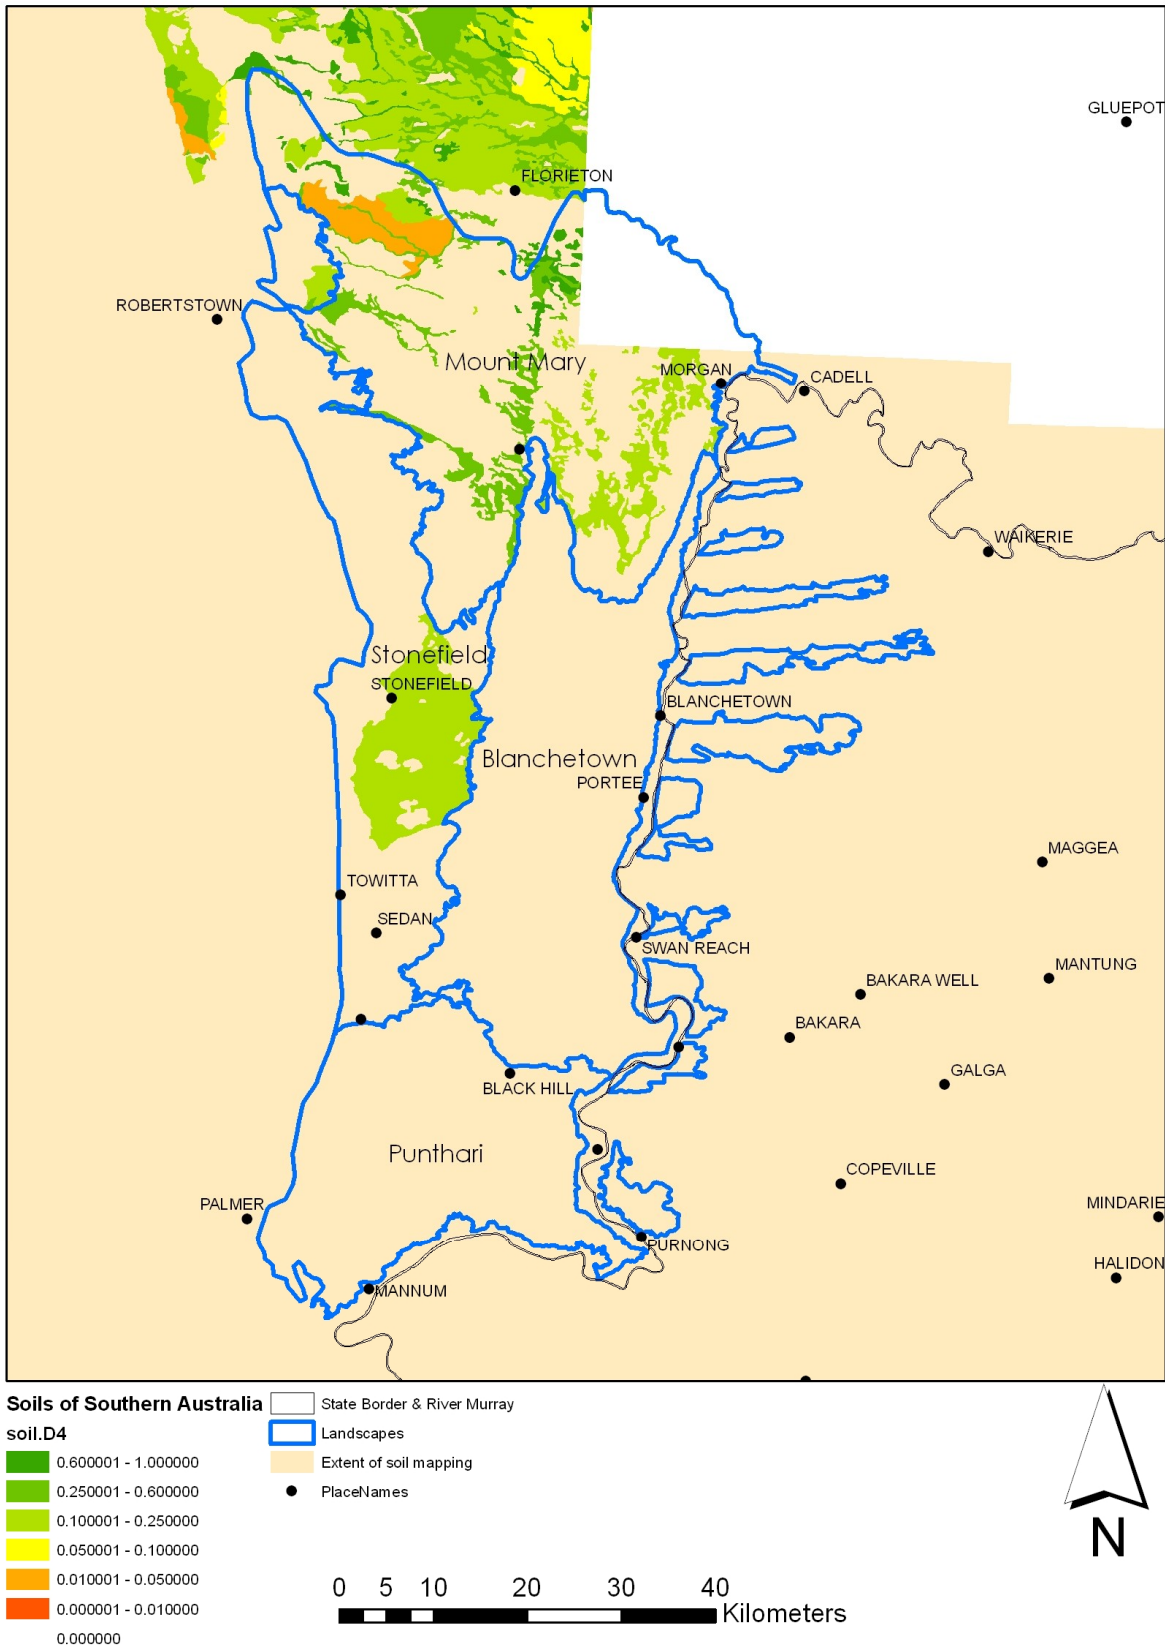 GLUEPOT
FLORIETON
ROBERTSTOWN
Mount Mary
MORGAN
CADELL
WAIKERIE
Stonefield
STONEFIELD
BLANCHETOWN
Blanchetown
PORTEE
MAGGEA
TOWITTA
SEDAN
SWAN REACH
MANTUNG
BAKARA WELL
BAKARA
GALGA
BLACK HILL
Punthari
COPEVILLE
PALMER
MINDARIE
PURNONG
HALIDON
MANNUM
Soils of Southern Australia
soil.D4
0.600001 - 1.000000
0.250001 - 0.600000
0.100001 - 0.250000
0.050001 - 0.100000
0.010001 - 0.050000
0.000001 - 0.010000
0.000000
State Border & River Murray
Landscapes
Extent of soil mapping
PlaceNames
0 5 10 20 30 40
Kilometers
N